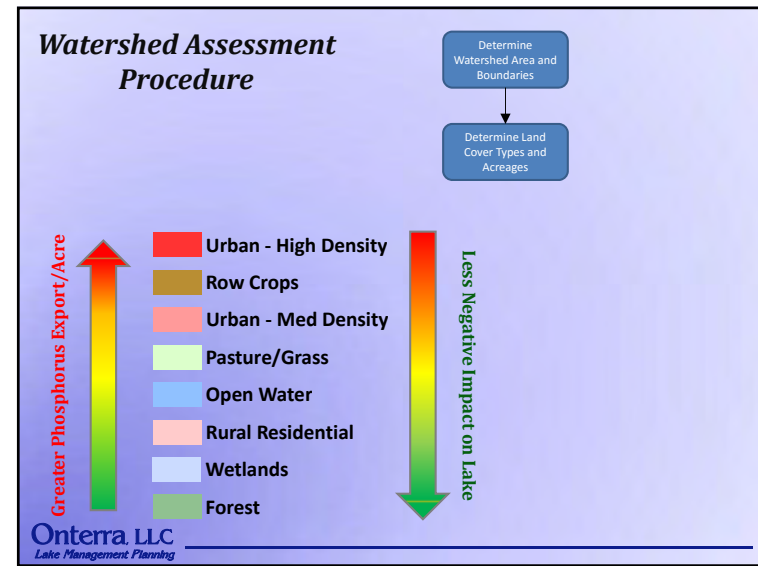 Watershed Assessment
Procedure
Determine
Watershed Area and
Boundaries
Determine Land
Cover Types and
Acreages
Greater Phosphorus Export/Acre
Urban - High Density
Row Crops
Urban - Med Density
Pasture/Grass
Open Water
Rural Residential
Wetlands
Forest
Less Negative Impact on Lake
Onterra, LLC
Lake Management Planning